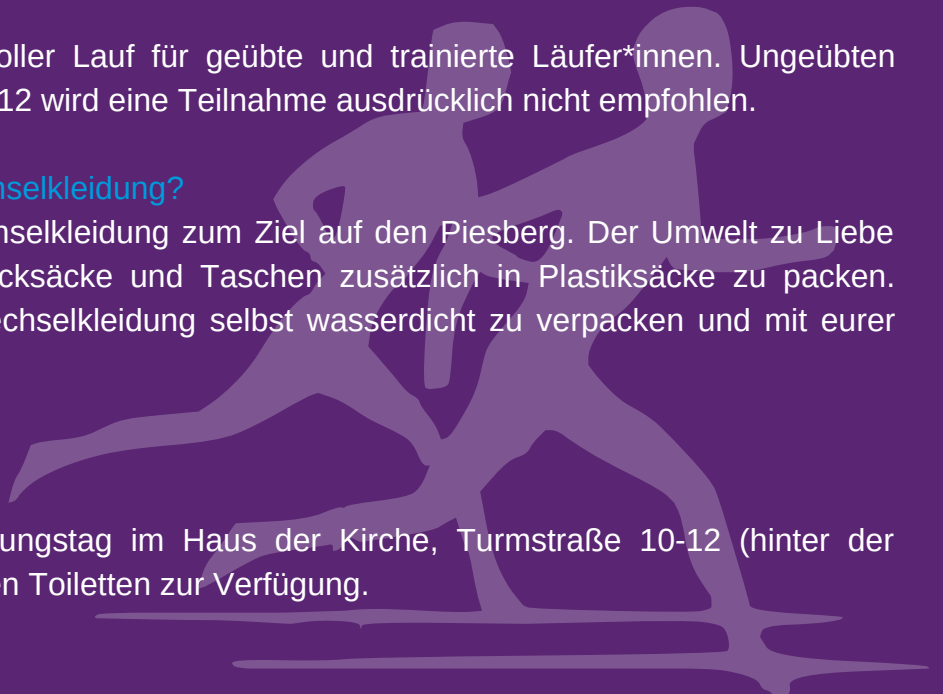 oller Lauf für geübte und trainierte Läufer*innen. Ungeübten
12 wird eine Teilnahme ausdrücklich nicht empfohlen.
hselkleidung?
nselkleidung zum Ziel auf den Piesberg. Der Umwelt zu Liebe
cksäcke und Taschen zusätzlich in Plastiksäcke zu packen.
echselkleidung selbst wasserdicht zu verpacken und mit eurer
ungstag im Haus der Kirche, Turmstraße 10-12 (hinter der
en Toiletten zur Verfügung.